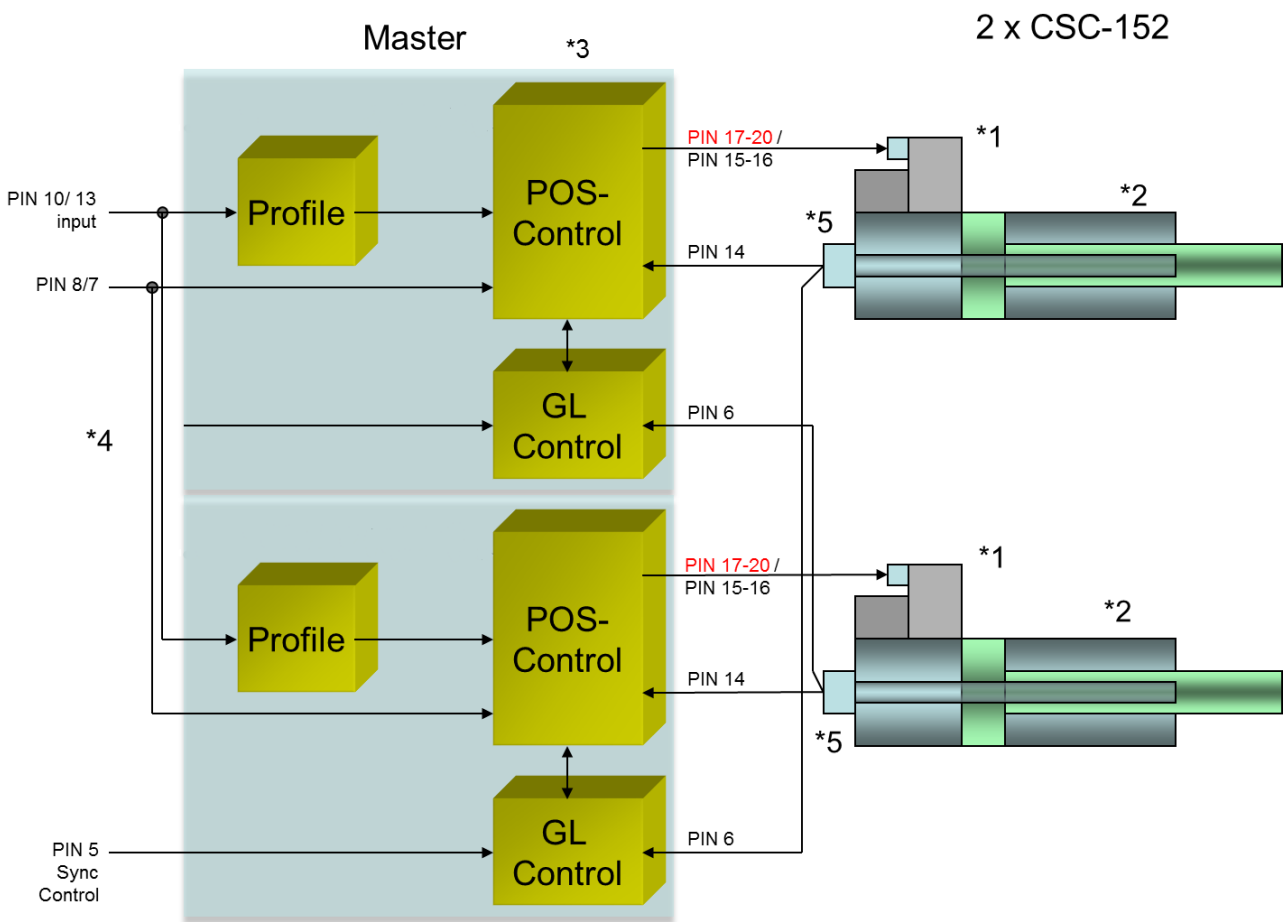 Master
*3
2 x CSC-152
PIN 17-20 /
PIN 15-16
*1
PIN 10/ 13
input
Profile
POS-
Control
*2
*5
PIN 14
PIN 8/7
GL
Control
PIN 6
*4
PIN 17-20 /
PIN 15-16
*1
Profile
POS-
Control
*2
PIN 14
*5
GL
Control
PIN 6
PIN 5
Sync
Control